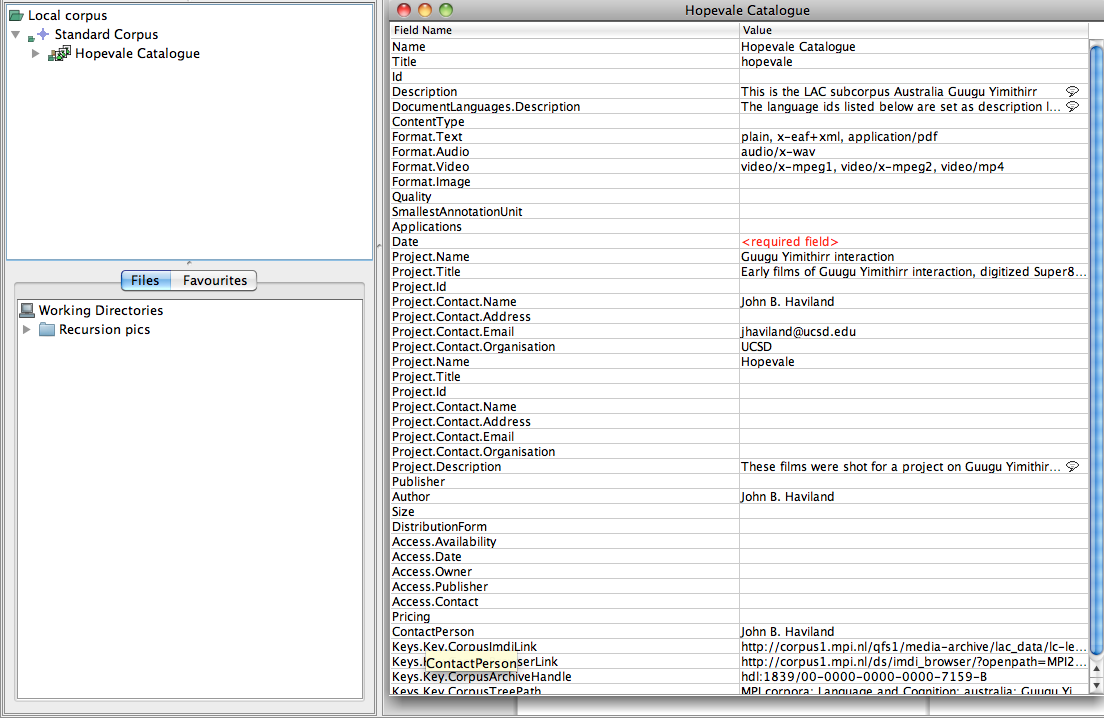 Local corpus
Standard Corpus
Hopevale Catalogue
Files Favourites
Working Directories
Recursion pics
Hopevale Catalogue
Field Name Value
Name Hopevale Catalogue
Title hopevale
Id
Description This is the LAC subcorpus Australia Guugu Yimithirr
DocumentLanguages.Description The language ids listed below are set as description l...
ContentType
Format.Text plain, x-eaf+xml, application/pdf
Format.Audio audio/x-wav
Format.Video video/x-mpeg1, video/x-mpeg2, video/mp4
Format.Image
Quality
SmallestAnnotationUnit
Applications
Date <required field>
Project.Name Guugu Yimithirr interaction
Project.Title Early films of Guugu Yimithirr interaction, digitized Super8...
Project.Id
Project.Contact.Name John B. Haviland
Project.Contact.Address
Project.Contact.Email jhaviland@ucsd.edu
Project.Contact.Organisation UCSD
Project.Name Hopevale
Project.Title
Project.Id
Project.Contact.Name
Project.Contact.Address
Project.Contact.Email
Project.Contact.Organisation
Project.Description These films were shot for a project on Guugu Yimithir...
Publisher
Author John B. Haviland
Size
DistributionForm
Access.Availability
Access.Date
Access.Owner
Access.Publisher
Access.Contact
Pricing
ContactPerson John B. Haviland
Keys.Key.CorpusImdiLink http://corpus1.mpi.nl/qfs1/media-archive/lac_data/lc-le...
Keys. ContactPerson serLink http://corpus1.mpi.nl/ds/imdi_browser/?openpath=MPI2...
Keys.Key.CorpusArchiveHandle hdl:1839/00-0000-0000-0000-7159-B
Keys.Key.CorpusTreePath MPI corpora: Language and Cognition: australia: Guugu Yi...